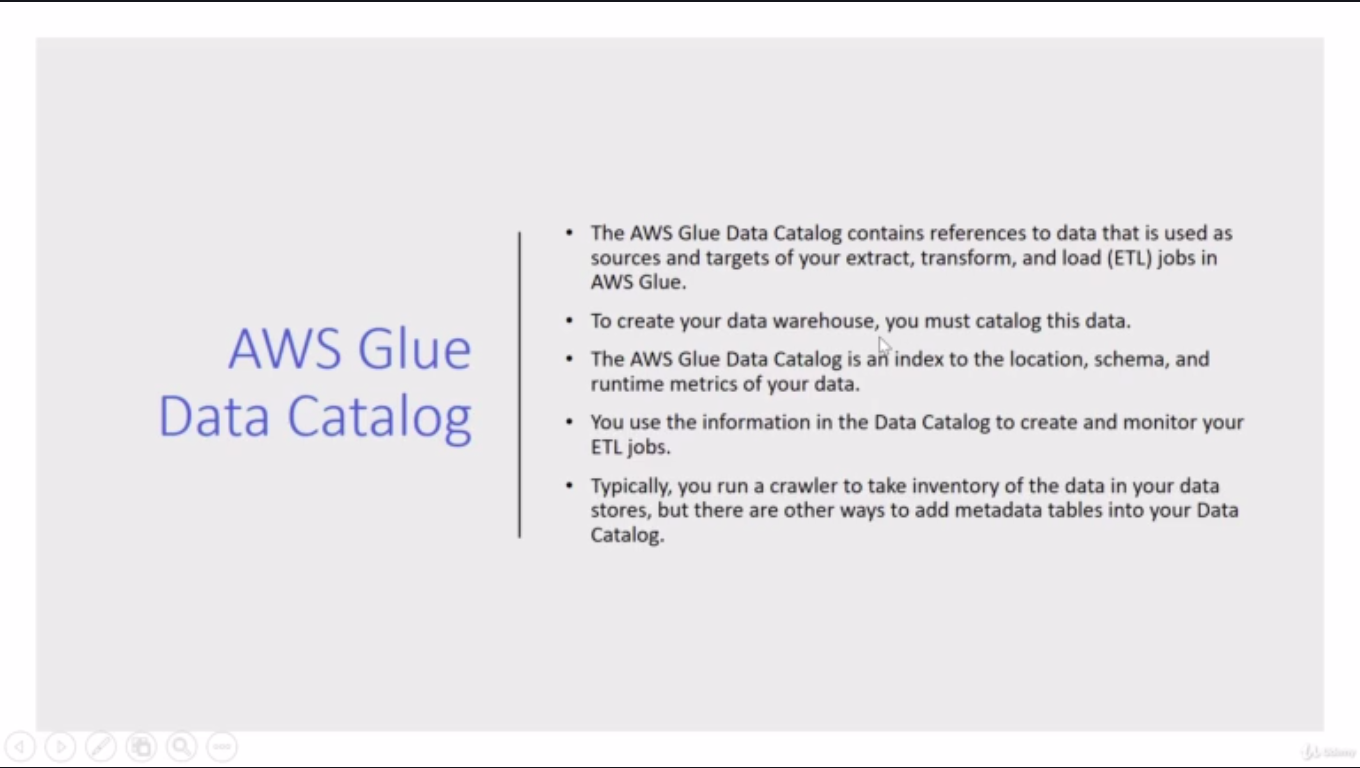 AWS Glue
Data Catalog
• The AWS Glue Data Catalog contains references to data that is used as
sources and targets of your extract, transform, and load (ETL) jobs in
AWS Glue.
• To create your data warehouse, you must catalog this data.
• The AWS Glue Data Catalog is an index to the location, schema, and
runtime metrics of your data.
• You use the information in the Data Catalog to create and monitor your
ETL jobs.
• Typically, you run a crawler to take inventory of the data in your data
stores, but there are other ways to add metadata tables into your Data
Catalog.
Udemy